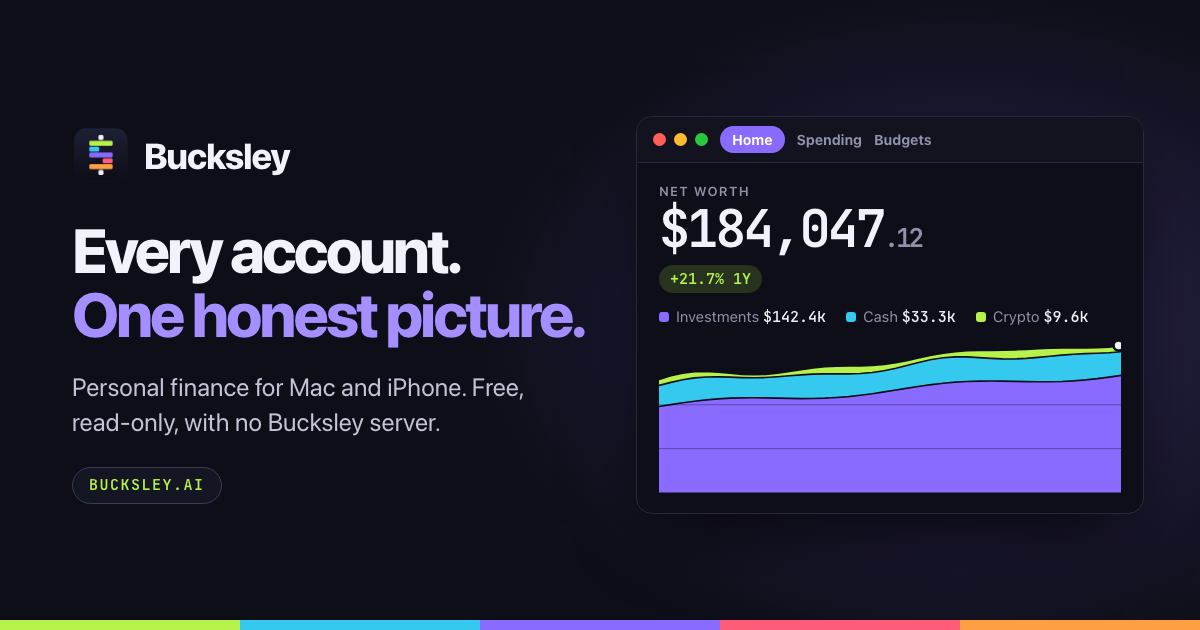 Bucksley
Every account.
One honest picture.
Personal finance for Mac and iPhone. Free,
read-only, with no Bucksley server.
BUCKSLEY.AI
Home Spending Budgets
NET WORTH
$184,047.12
+21.7% 1Y
Investments $142.4k Cash $33.3k Crypto $9.6k